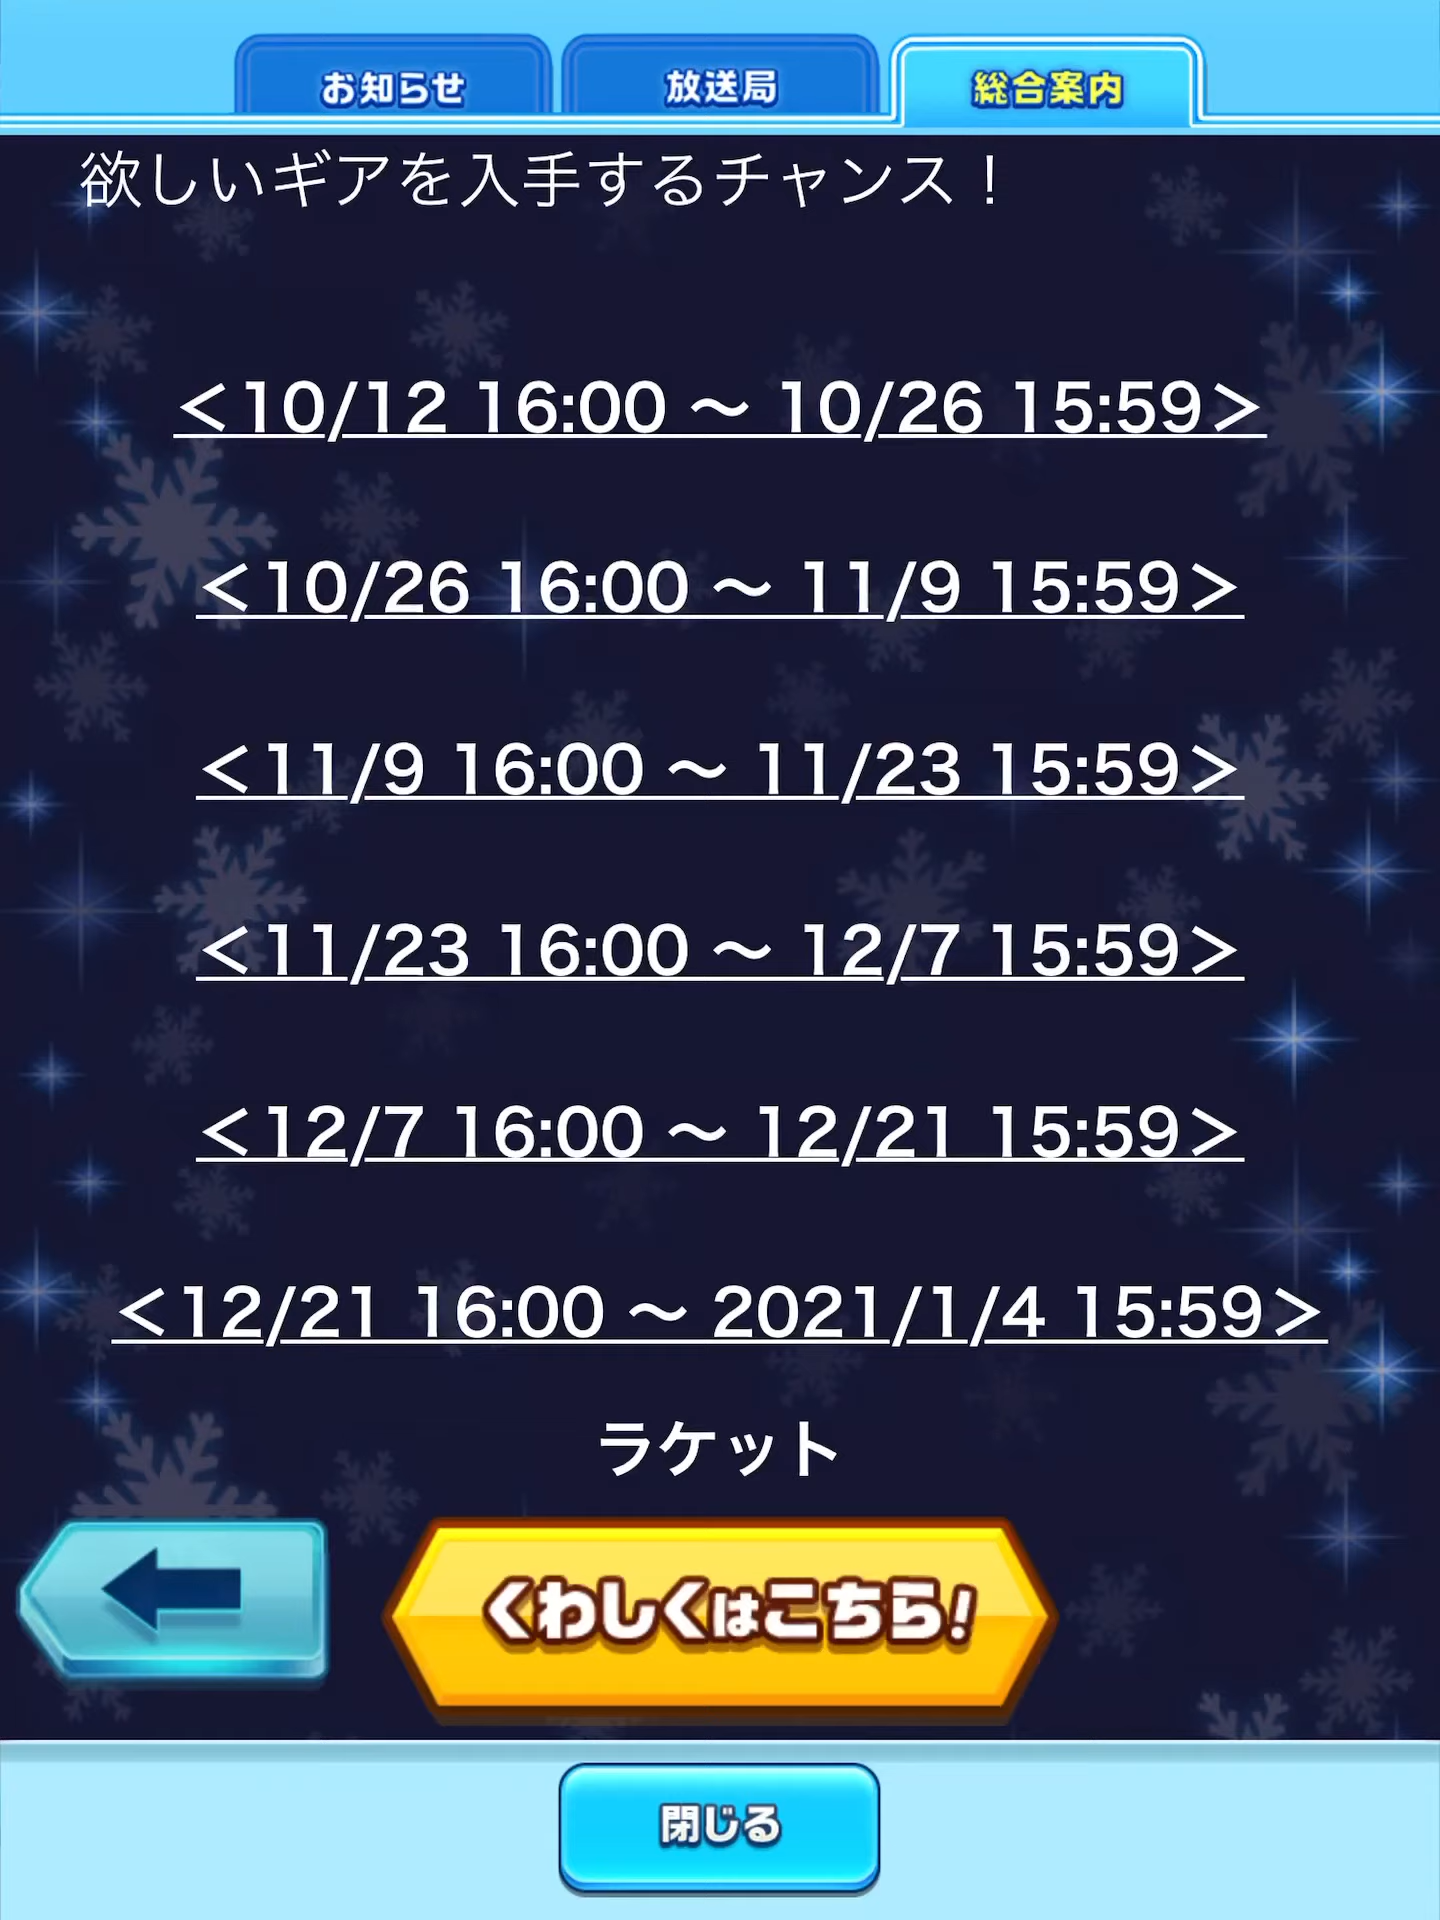 お知らせ
放送局
総合案内
欲しいギアを入手するチャンス！
＜10/12 16:00 ～ 10/26 15:59＞
＜10/26 16:00 ～ 11/9 15:59＞
＜11/9 16:00 ～ 11/23 15:59＞
＜11/23 16:00 ～ 12/7 15:59＞
＜12/7 16:00 ～ 12/21 15:59＞
＜12/21 16:00 ～ 2021/1/4 15:59＞
ラケット
くわしくはこちら！
閉じる